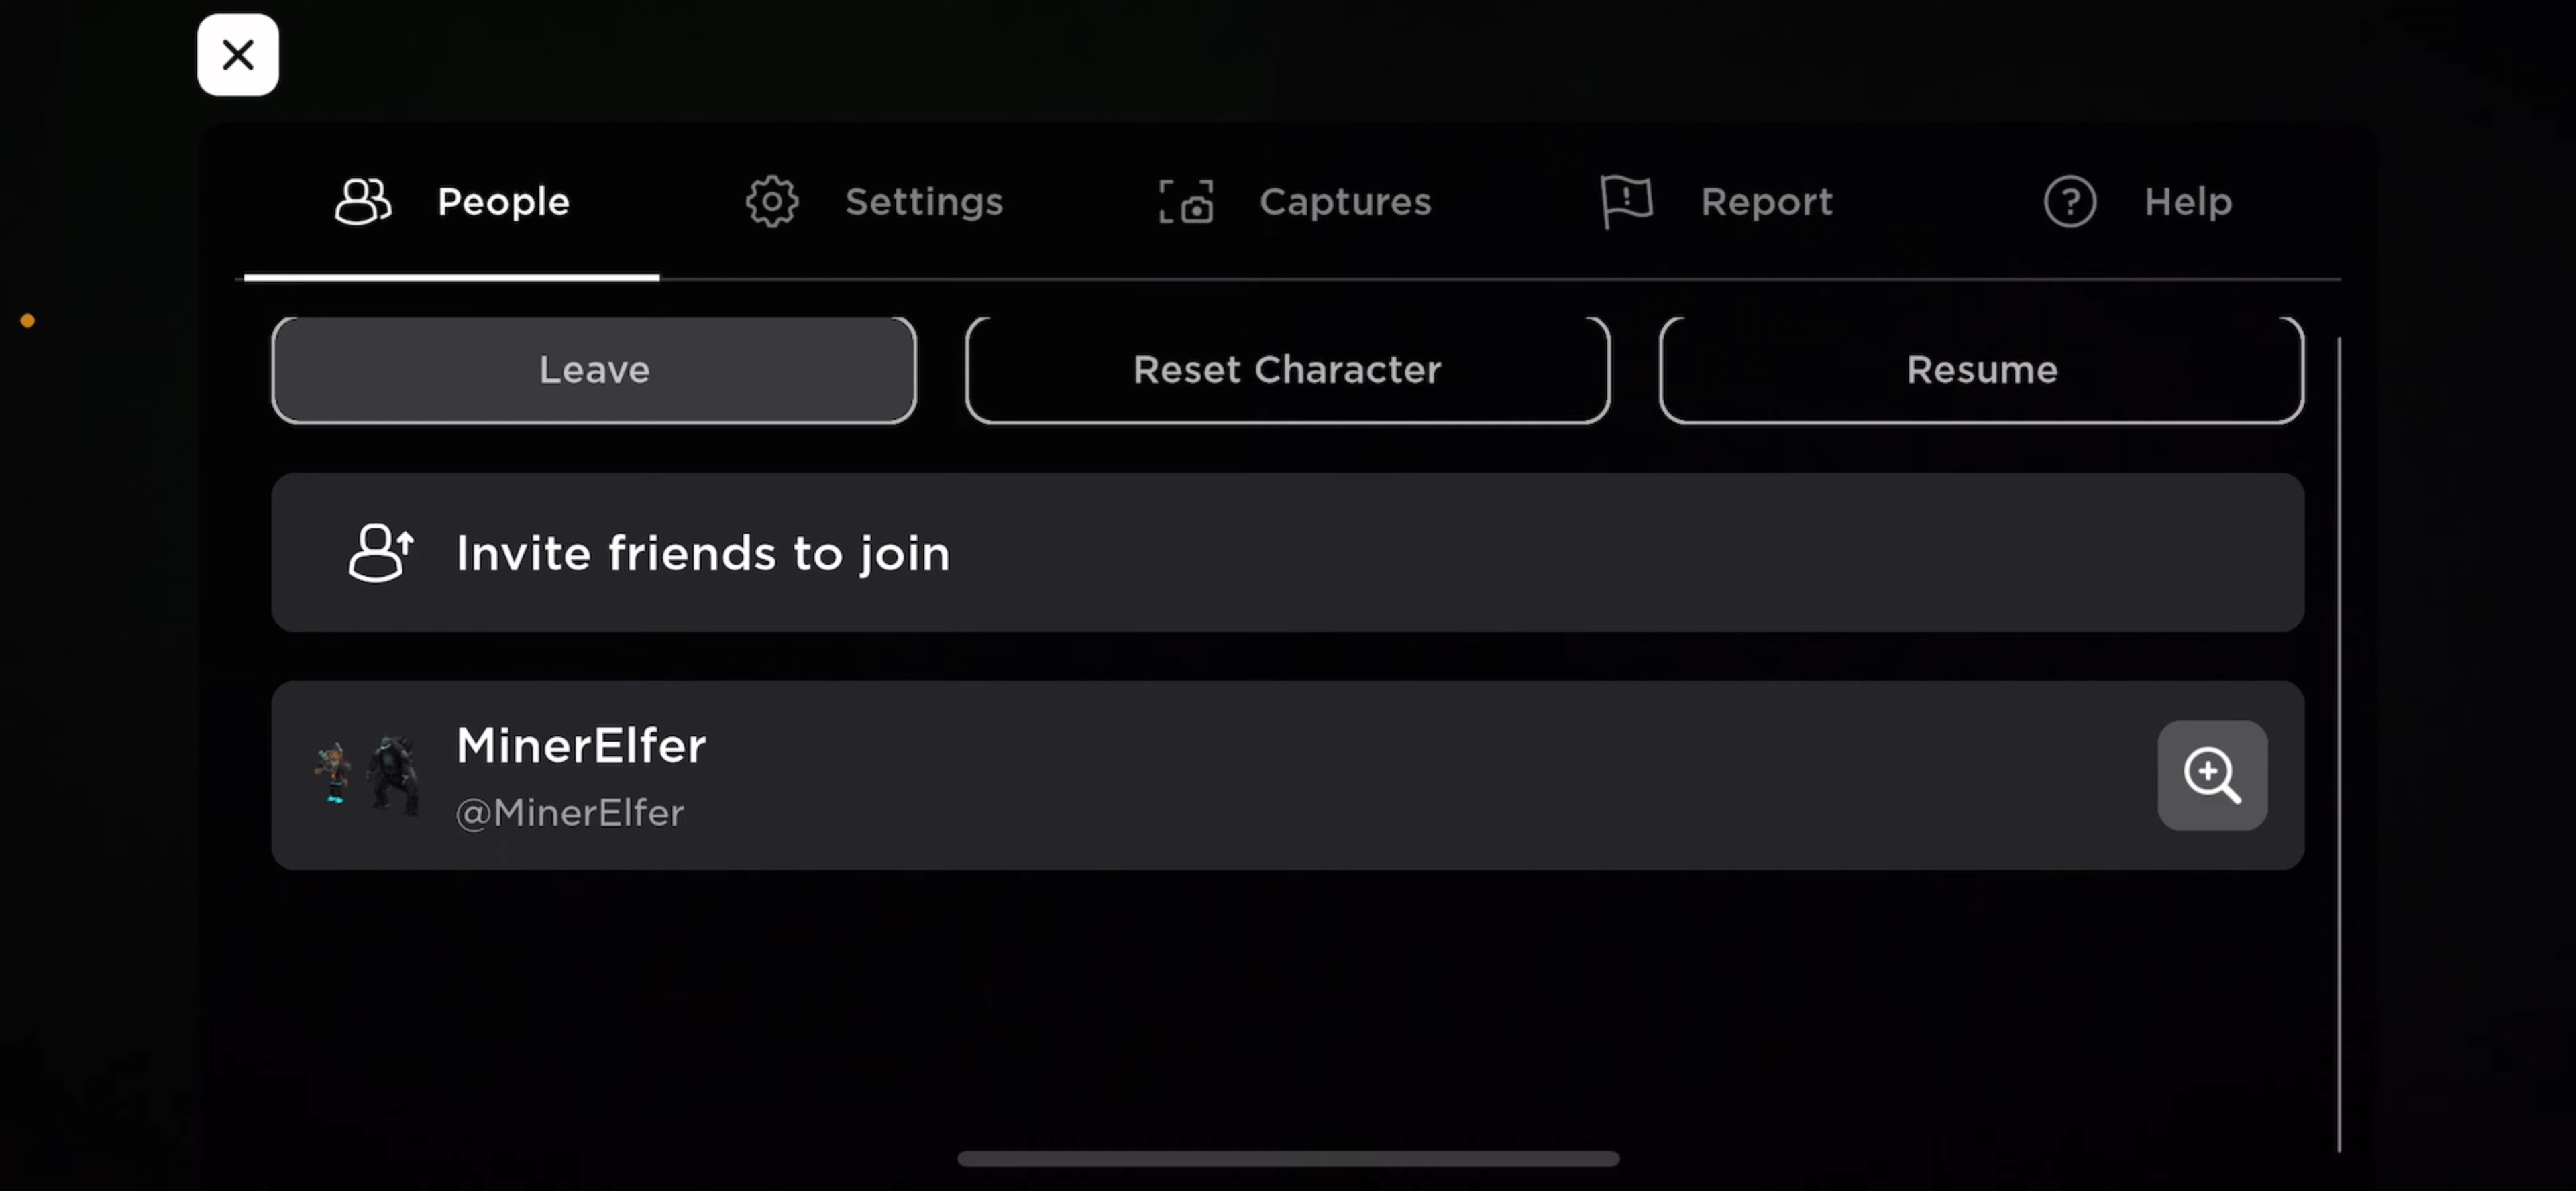 People
Settings
Captures
Report
Help
Leave
Reset Character
Resume
Invite friends to join
MinerElfer
@MinerElfer